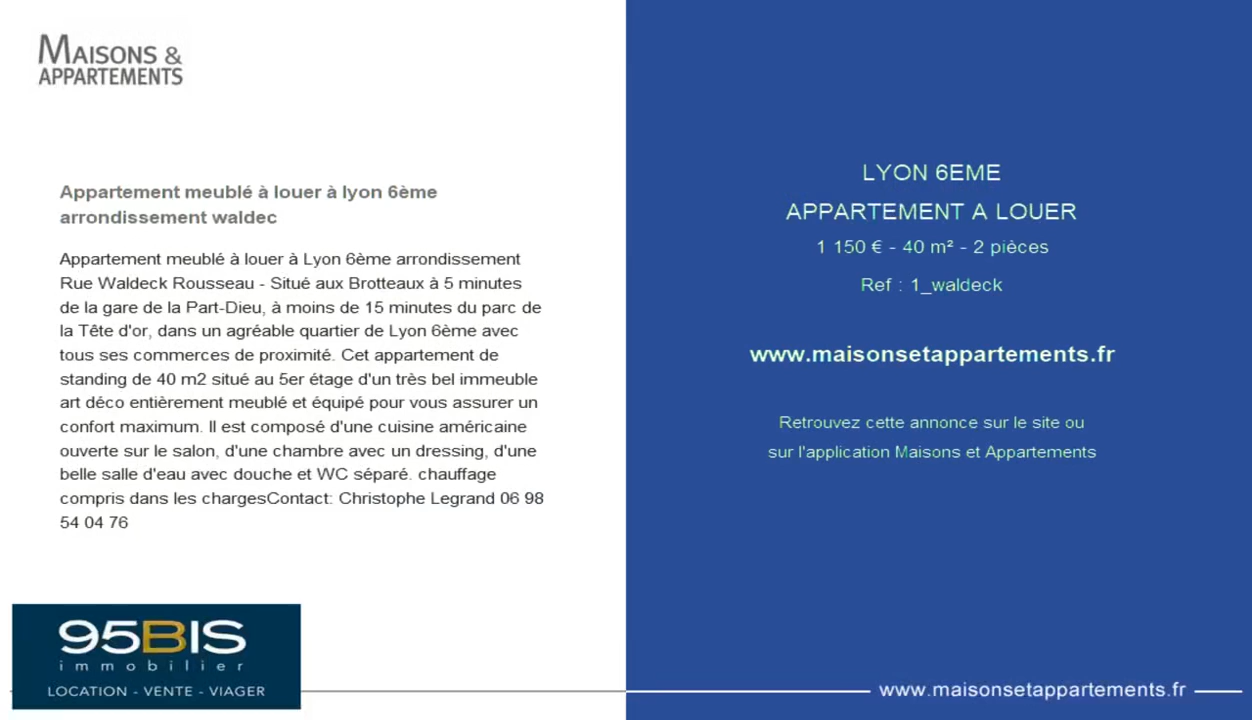 MAISONS &
APPARTEMENTS
Appartement meublé à louer à lyon 6ème
arrondissement waldec
Appartement meublé à louer à Lyon 6ème arrondissement
Rue Waldeck Rousseau - Situé aux Brotteaux à 5 minutes
de la gare de la Part-Dieu, à moins de 15 minutes du parc de
la Tête d'or, dans un agréable quartier de Lyon 6ème avec
tous ses commerces de proximité. Cet appartement de
standing de 40 m2 situé au 5er étage d'un très bel immeuble
art déco entièrement meublé et équipé pour vous assurer un
confort maximum. Il est composé d'une cuisine américaine
ouverte sur le salon, d'une chambre avec un dressing, d'une
belle salle d'eau avec douche et WC séparé. chauffage
compris dans les chargesContact: Christophe Legrand 06 98
54 04 76
95BIS
immobilier
LOCATION - VENTE - VIAGER
LYON 6EME
APPARTEMENT A LOUER
1 150 € - 40 m² - 2 pièces
Ref : 1_waldeck
www.maisonsetappartements.fr
Retrouvez cette annonce sur le site ou
sur l'application Maisons et Appartements
www.maisonsetappartements.fr